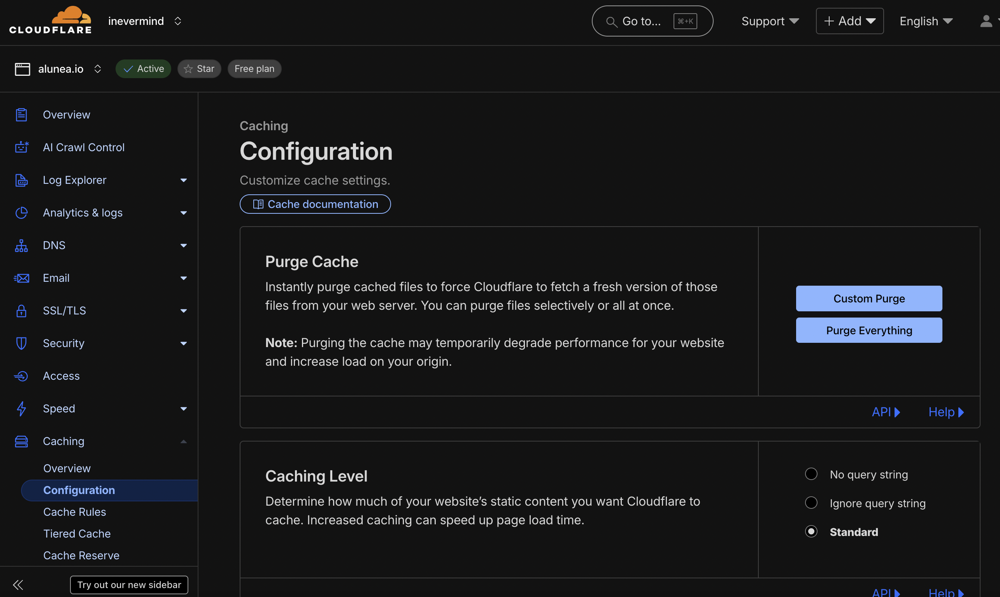 CLOUDFLARE
inevermind
Go to...
⌘+K
Support
+ Add
English
alunea.io
Active
Star
Free plan
Overview
AI Crawl Control
Log Explorer
Analytics & logs
DNS
Email
SSL/TLS
Security
Access
Speed
Caching
Overview
Configuration
Cache Rules
Tiered Cache
Cache Reserve
Try out our new sidebar
Caching
Configuration
Customize cache settings.
Cache documentation
Purge Cache
Instantly purge cached files to force Cloudflare to fetch a fresh version of those
files from your web server. You can purge files selectively or all at once.
Note: Purging the cache may temporarily degrade performance for your website
and increase load on your origin.
Custom Purge
Purge Everything
API
Help
Caching Level
Determine how much of your website’s static content you want Cloudflare to
cache. Increased caching can speed up page load time.
No query string
Ignore query string
Standard
API
Help